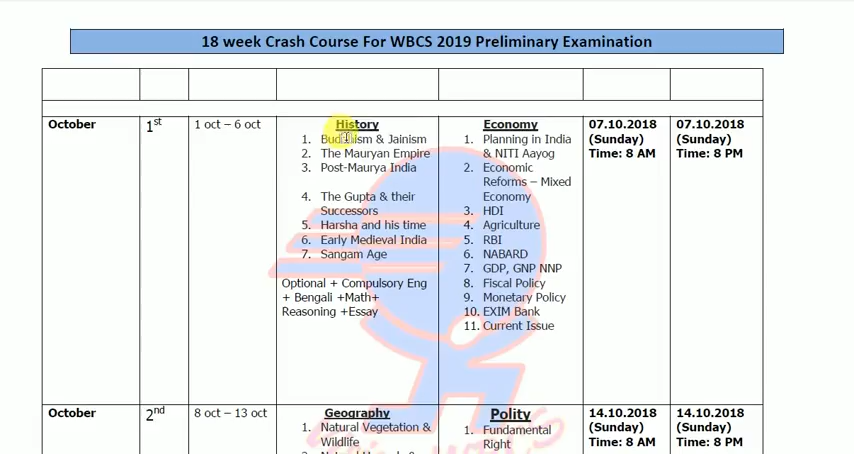 18 week Crash Course For WBCS 2019 Preliminary Examination
October
1st
1 oct – 6 oct
History
1. Buddhism & Jainism
2. The Mauryan Empire
3. Post-Maurya India
4. The Gupta & their
Successors
5. Harsha and his time
6. Early Medieval India
7. Sangam Age
Optional + Compulsory Eng
+ Bengali +Math+
Reasoning +Essay
Economy
1. Planning in India
& NITI Aayog
2. Economic
Reforms – Mixed
Economy
3. HDI
4. Agriculture
5. RBI
6. NABARD
7. GDP, GNP NNP
8. Fiscal Policy
9. Monetary Policy
10. EXIM Bank
11. Current Issue
07.10.2018
(Sunday)
Time: 8 AM
07.10.2018
(Sunday)
Time: 8 PM
October
2nd
8 oct – 13 oct
Geography
1. Natural Vegetation &
Wildlife
Polity
1. Fundamental
Right
14.10.2018
(Sunday)
Time: 8 AM
14.10.2018
(Sunday)
Time: 8 PM